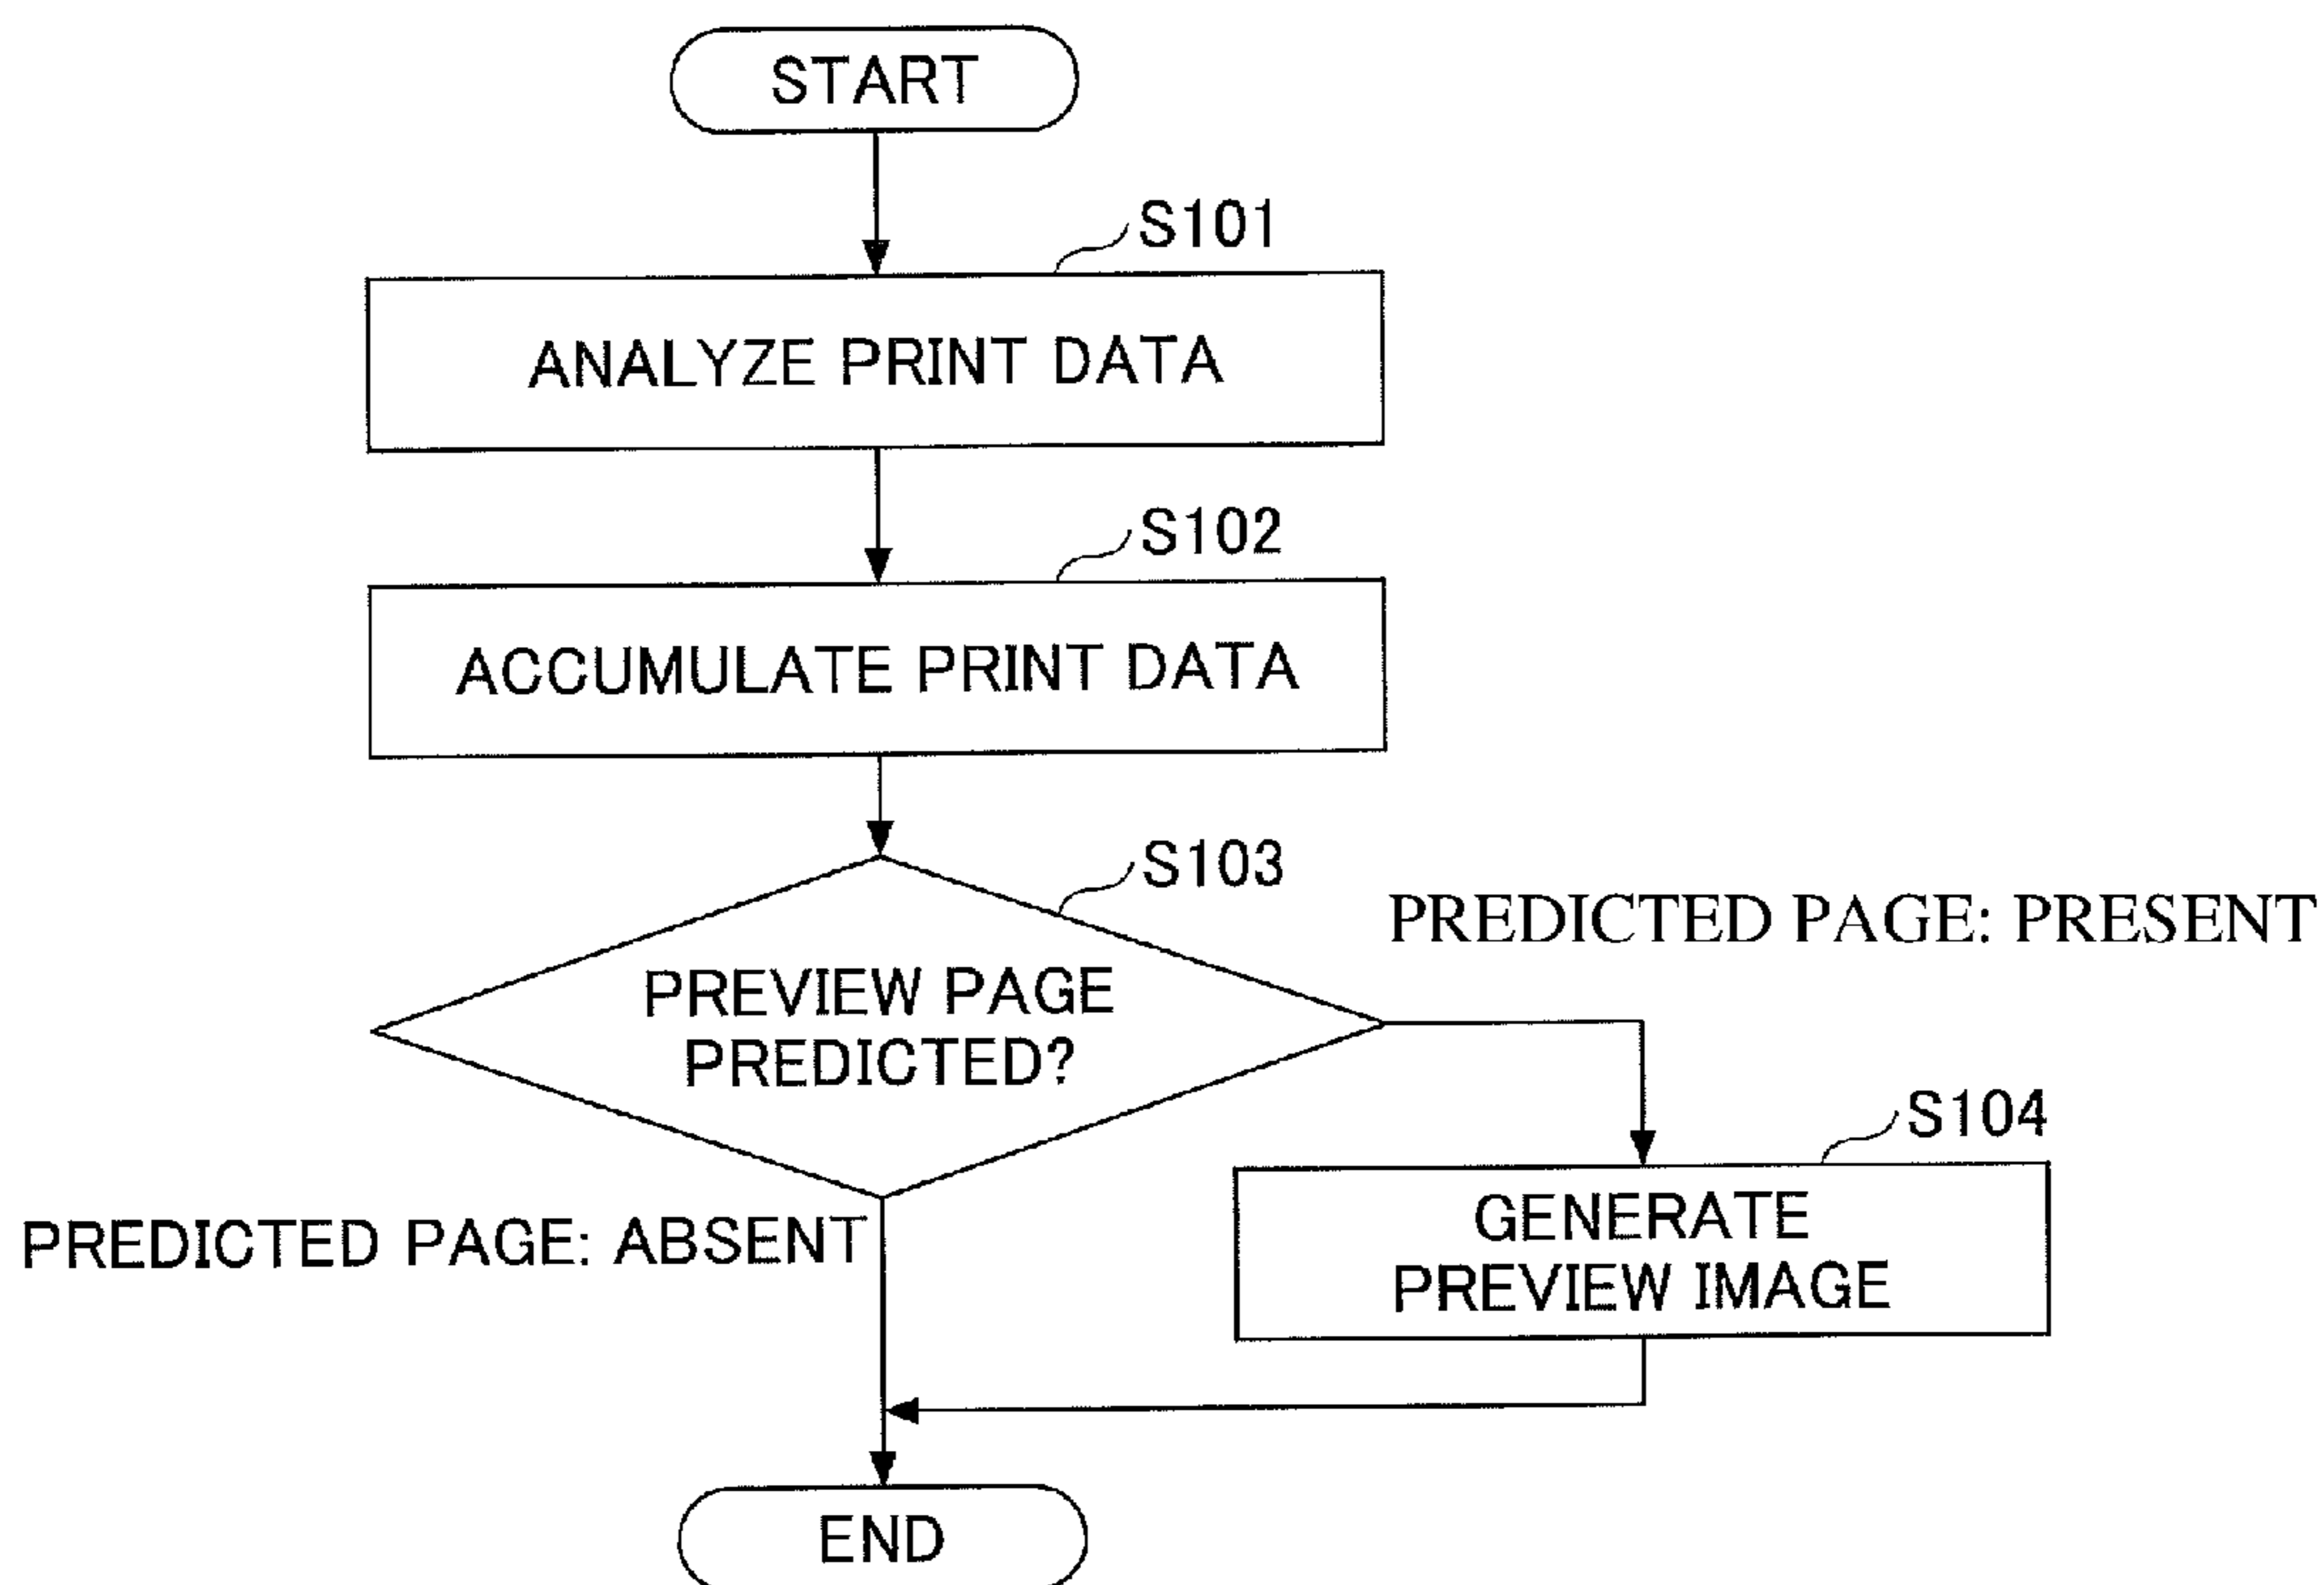 START
S101
ANALYZE PRINT DATA
S102
ACCUMULATE PRINT DATA
S103
PREDICTED PAGE: PRESENT
PREVIEW PAGE
PREDICTED?
S104
PREDICTED PAGE: ABSENT
GENERATE
PREVIEW IMAGE
END